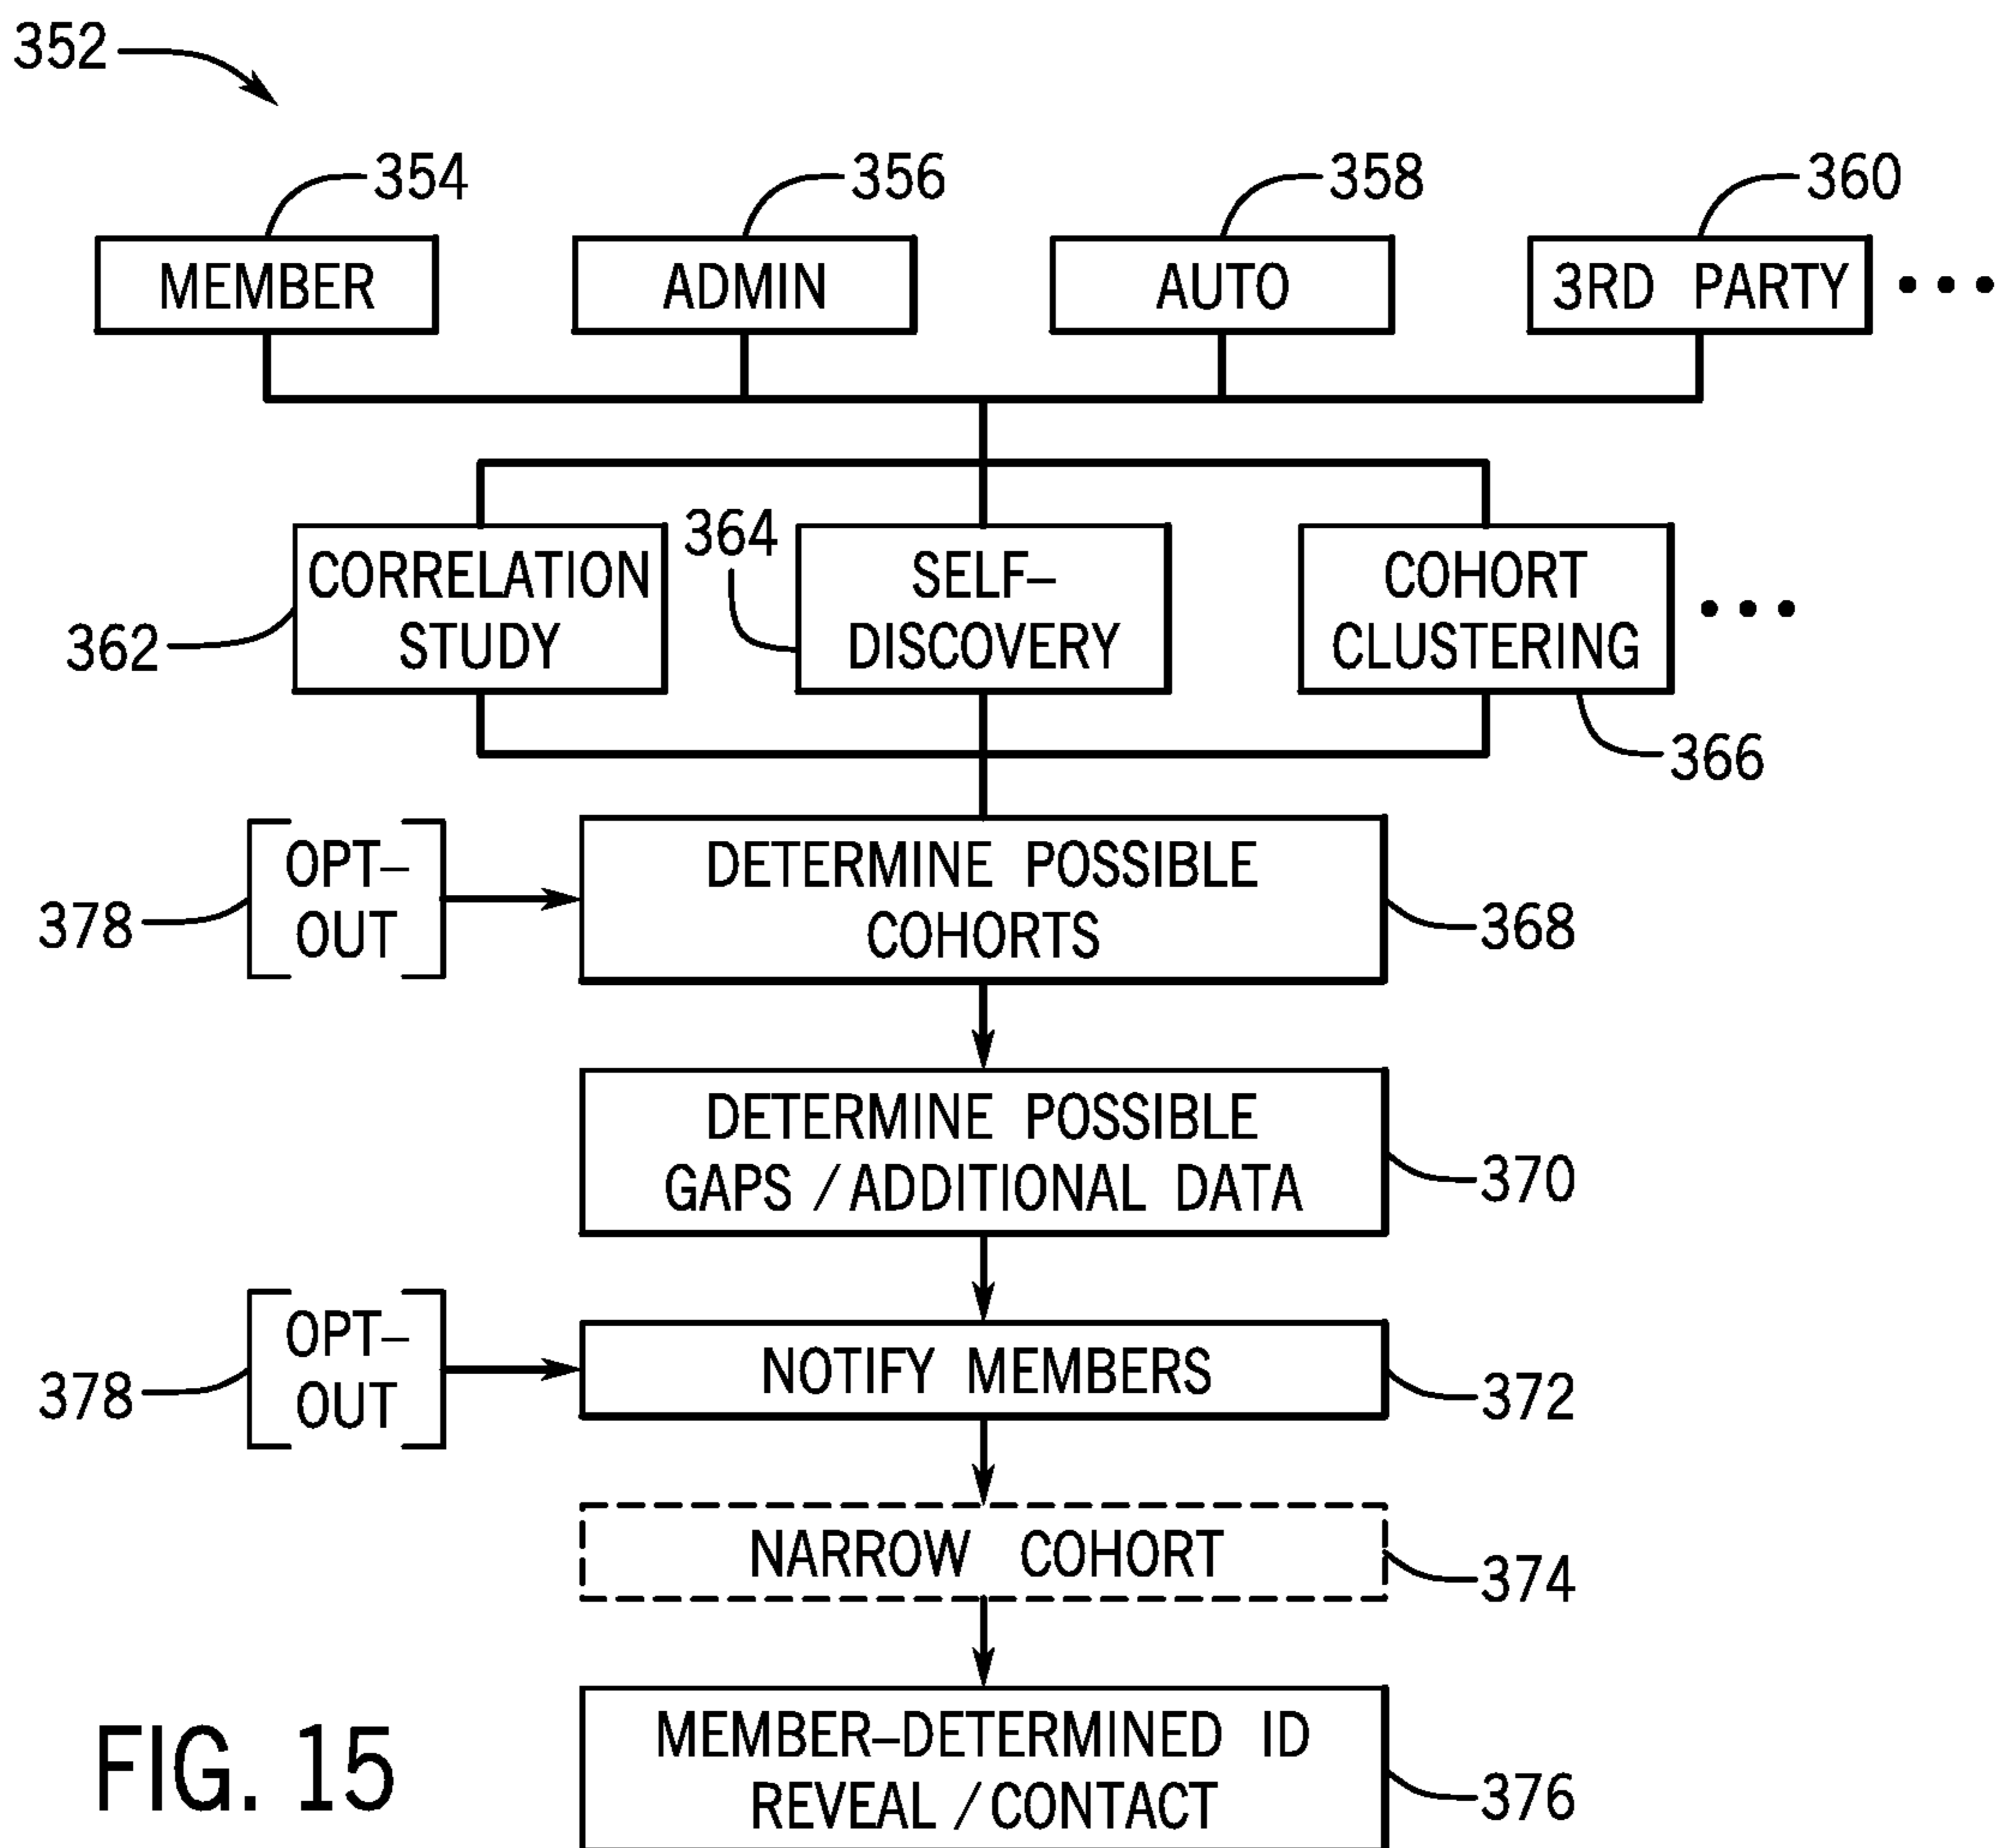 352
354
356
358
360
MEMBER
ADMIN
AUTO
3RD PARTY
362
CORRELATION
STUDY
364
SELF–
DISCOVERY
COHORT
CLUSTERING
366
378
OPT–
OUT
DETERMINE POSSIBLE
COHORTS
368
DETERMINE POSSIBLE
GAPS / ADDITIONAL DATA
370
378
OPT–
OUT
NOTIFY MEMBERS
372
NARROW COHORT
374
MEMBER–DETERMINED ID
REVEAL / CONTACT
376
FIG. 15